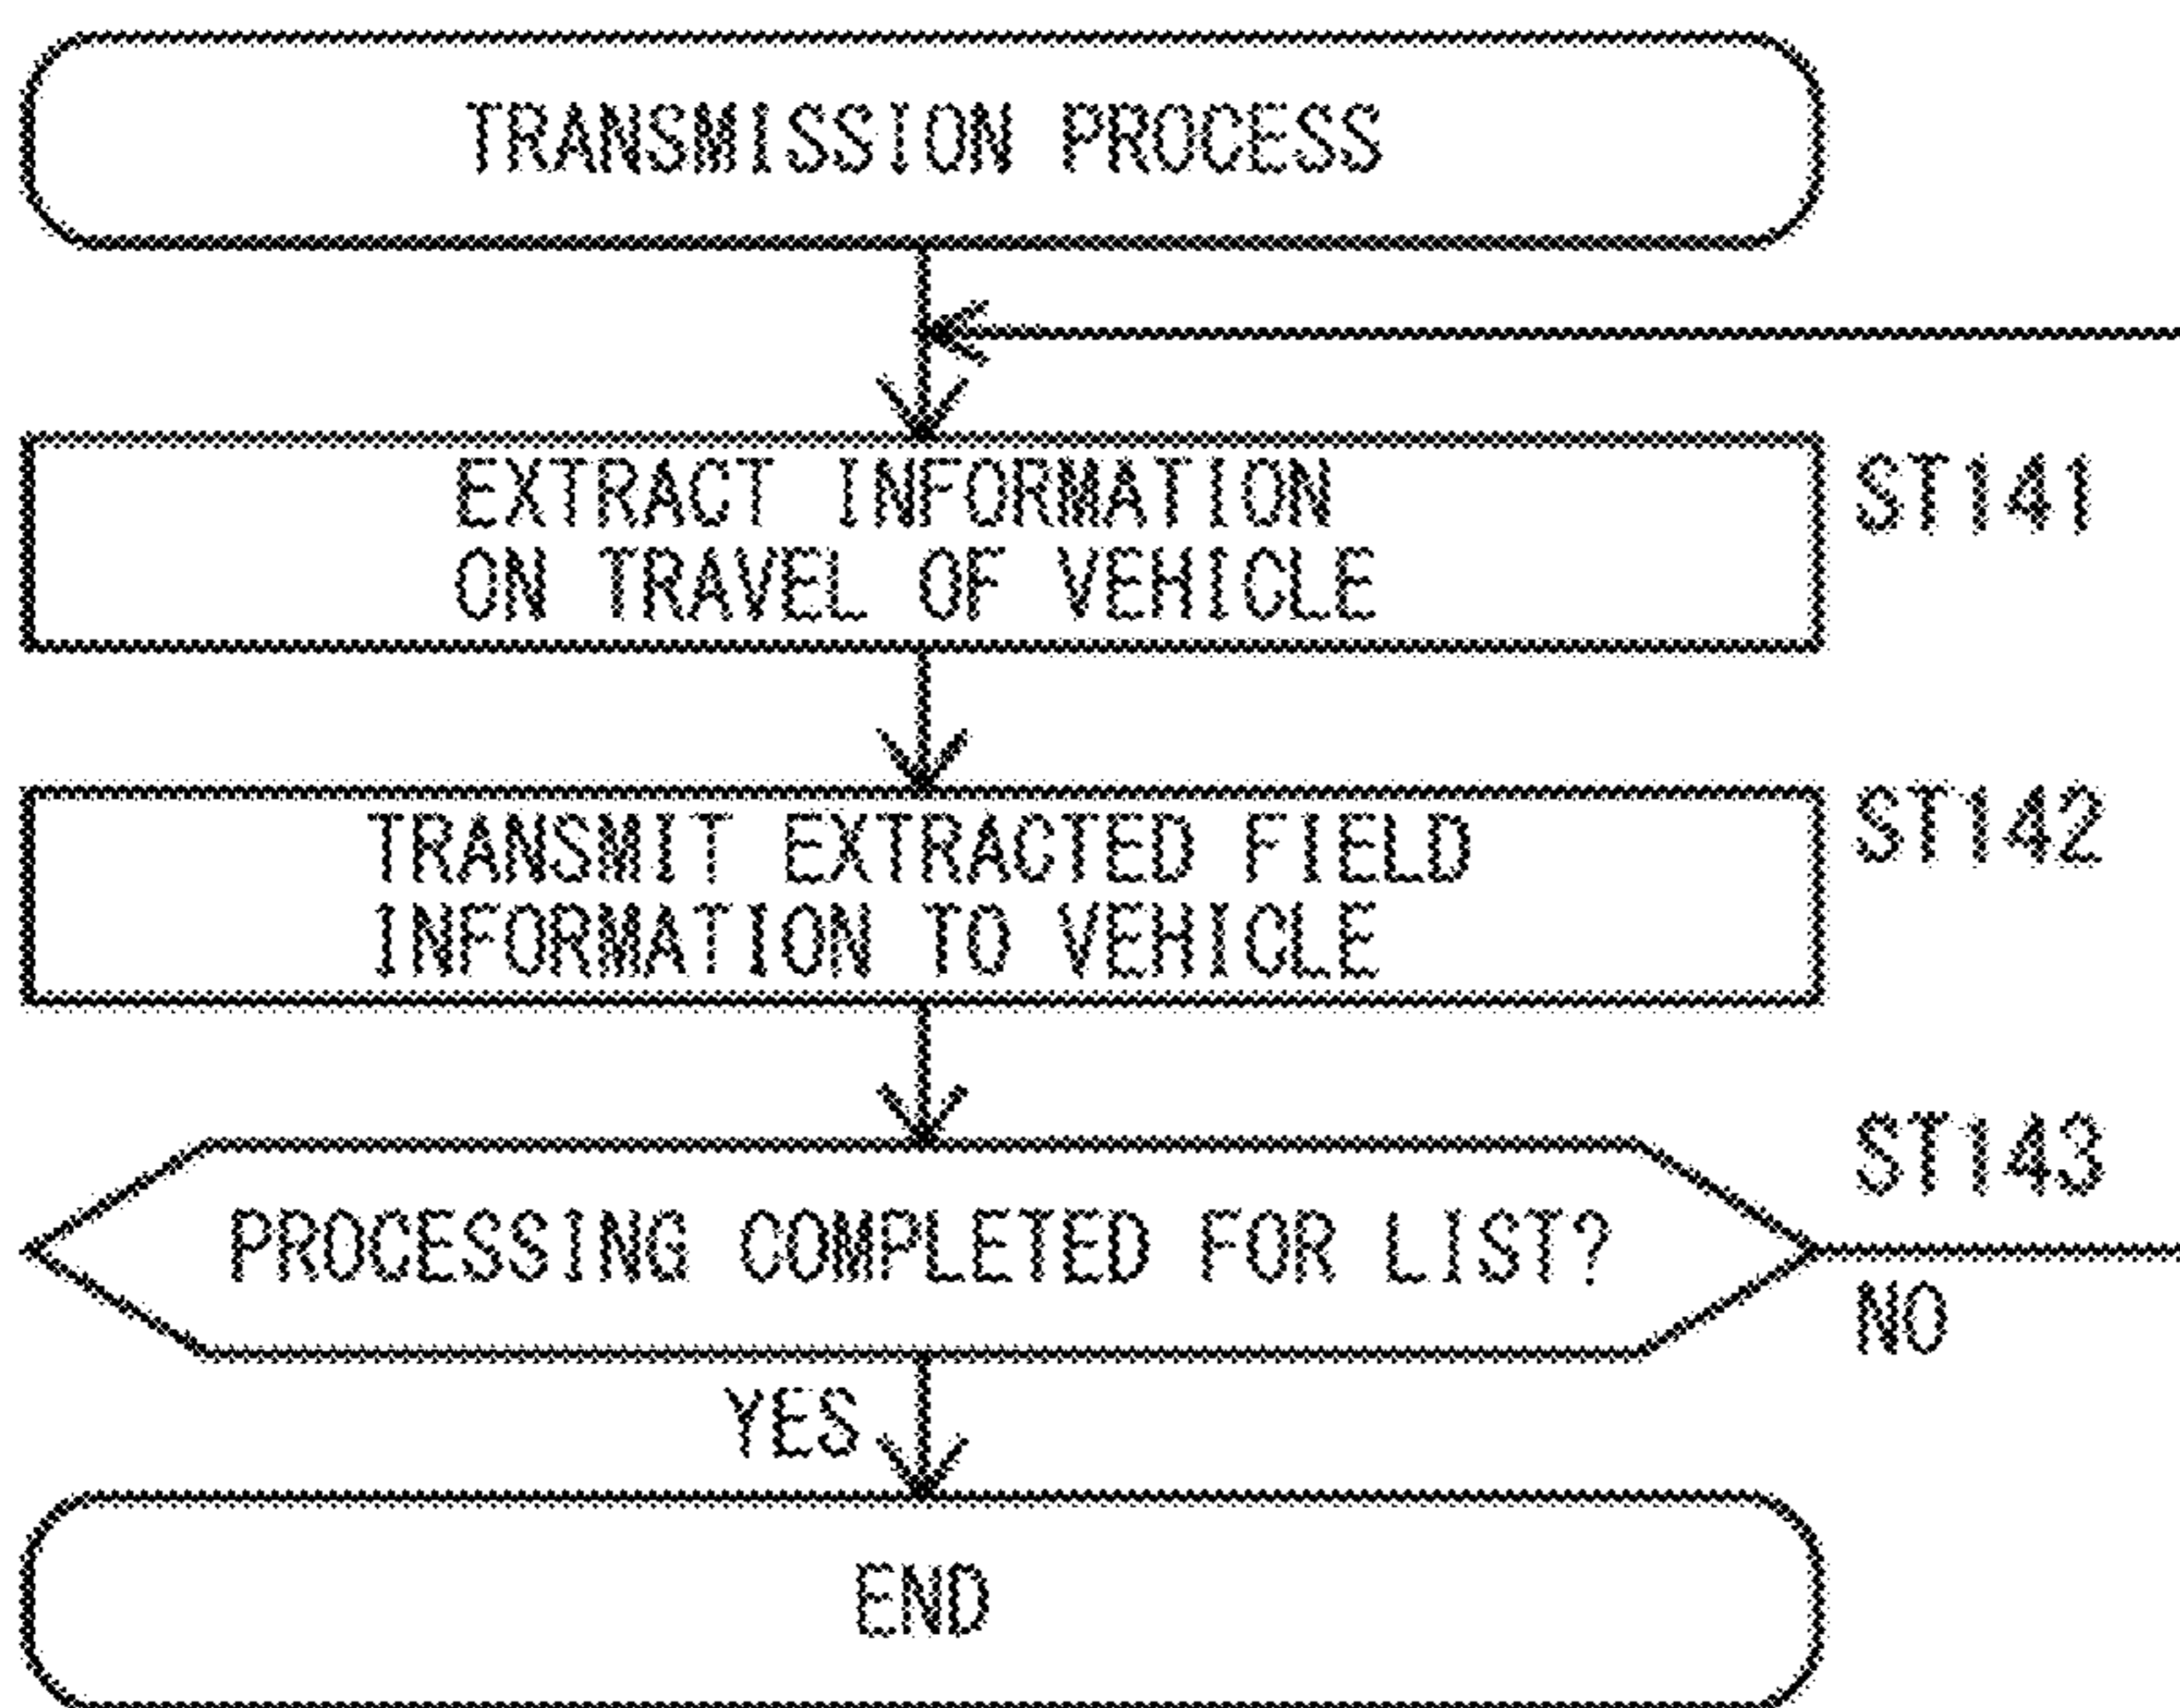 TRANSMISSION PROCESS
EXTRACT INFORMATION
ON TRAVEL OF VEHICLE
ST141
TRANSMIT EXTRACTED FIELD
INFORMATION TO VEHICLE
ST142
PROCESSING COMPLETED FOR LIST?
ST143
NO
YES
END